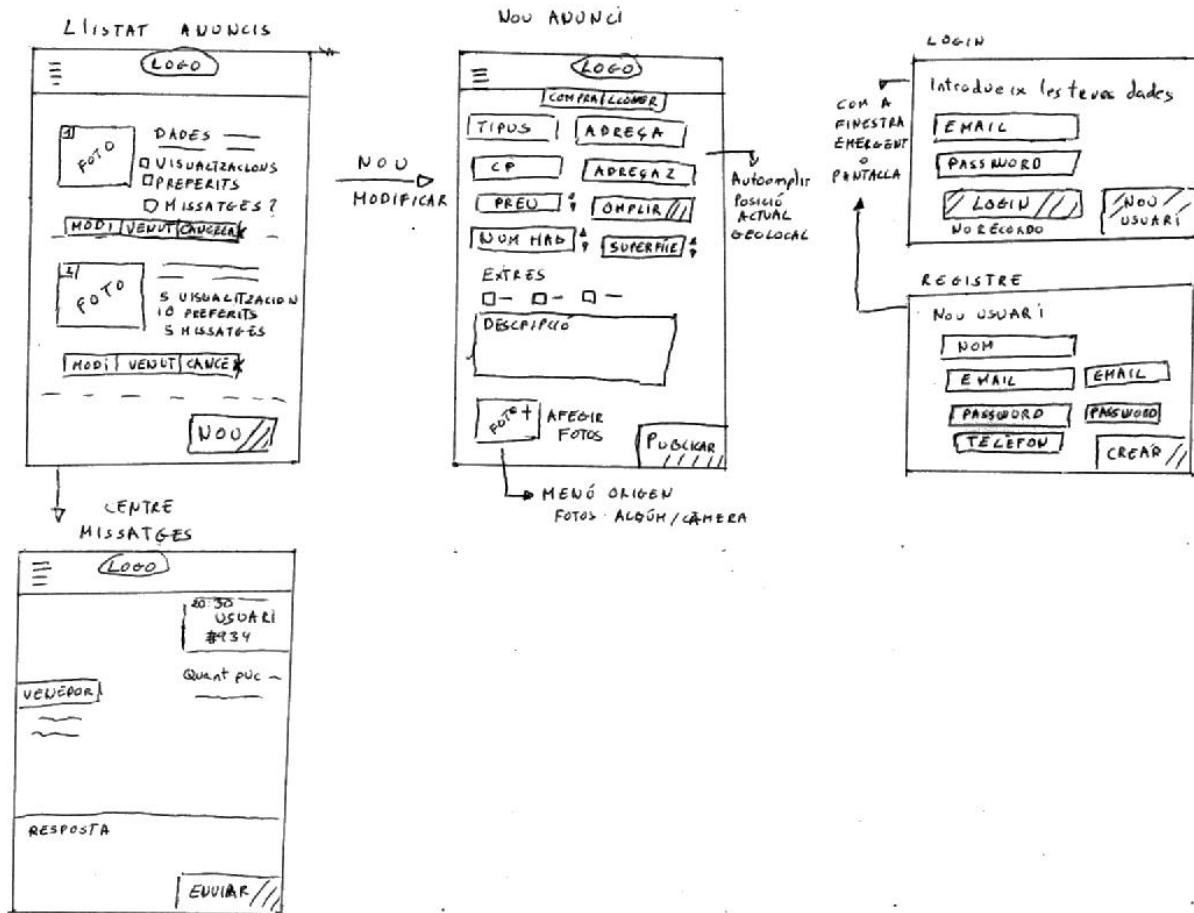 LlISTAT ANUNCIS
LOGO
1
FOTO
DADES
VISUALTZACIONS
PREFERITS
MISSATGES?
MODI VENUT CANCELA
FOTO
5 VISUALITZACION
10 PREFERITS
5 MISSATGES
MODI VENUT CANCE
NOU
NOU
MODIFICAR
NOU ANUNCI
LOGO
COMPRA LLOGUER
TIPUS
ADREÇA
CP
ADREÇA 2
PREU
OMPLIR
NUM HAB
SUPERFÍIE
EXTRES
DESCRIPCIÓ
FOTO +
AFEGIR
FOTOS
PUBLICAR
MENÚ ORIGEN
FOTOS ALBÚM/CÀMERA
Autoomplir
POSICIÓ
ACTUAL
GEOLOCAL
COM A
FINESTRA
EMERGENT
O
PANTALLA
LOGIN
Introdueix les teves dades
EMAIL
PASSWORD
LOGIN
NO RECORDO
NOU
USUARI
REGISTRE
NOU USUARI
NOM
EMAIL
EMAIL
PASSWORD
PASSWORD
TELÈFON
CREAR
CENTRE
MISSATGES
LOGO
20:30
USUARI
#934
Quant puc
VENEDOR
RESPOSTA
ENVIAR